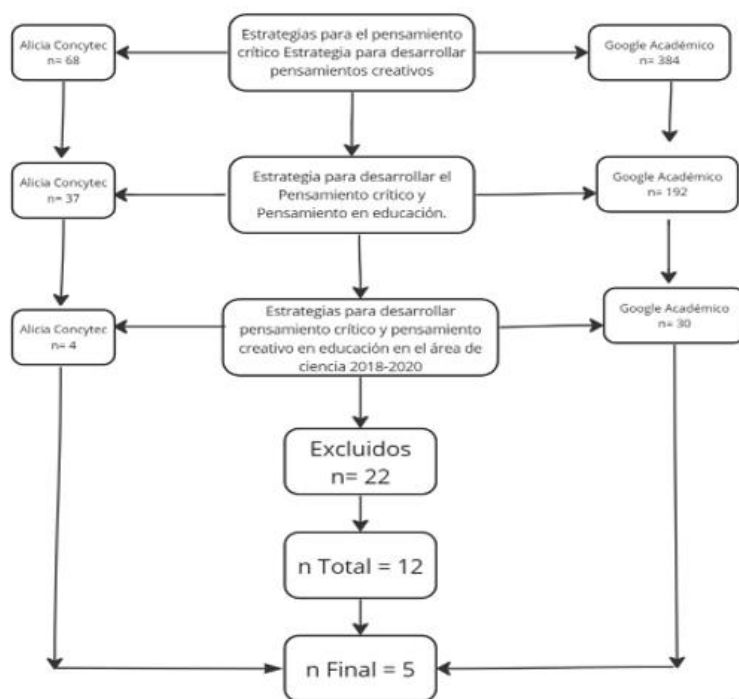 Alicia Concytec
n= 68
Estrategias para el pensamiento
crítico Estrategia para desarrollar
pensamientos creativos
Google Académico
n= 384
Alicia Concytec
n= 37
Estrategia para desarrollar el
Pensamiento crítico y
Pensamiento en educación.
Google Académico
n= 192
Alicia Concytec
n= 4
Estrategias para desarrollar
pensamiento crítico y pensamiento
creativo en educación en el área de
ciencia 2018-2020
Google Académico
n= 30
Excluidos
n= 22
n Total = 12
n Final = 5